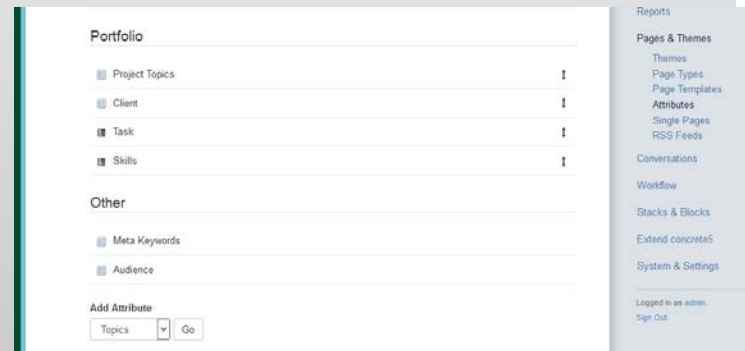 Portfolio
Project Topics
Client
Task
Skills
Other
Meta Keywords
Audience
Add Attribute
Topics
Go
Reports
Pages & Themes
Themes
Page Types
Page Templates
Attributes
Single Pages
RSS Feeds
Conversations
Workflow
Stacks & Blocks
Extend concrete5
System & Settings
Logged in as admin.
Sign Out.